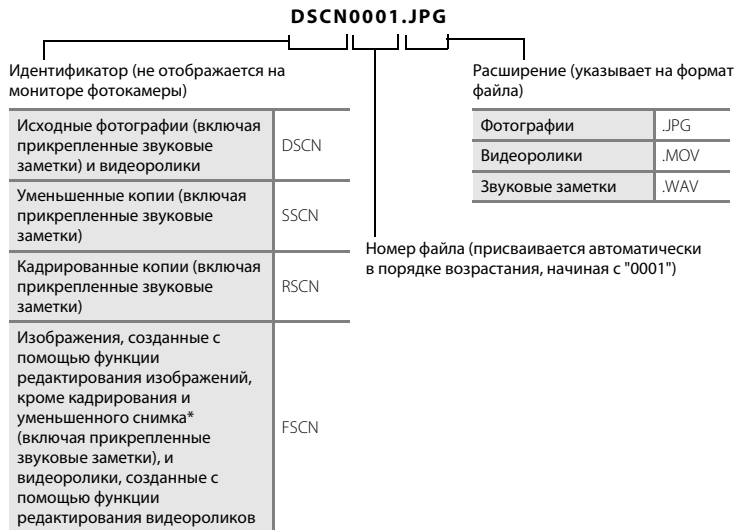 DSCN0001.JPG
Идентификатор (не отображается на
мониторе фотокамеры)
Исходные фотографии (включая
прикрепленные звуковые
заметки) и видеоролики
DSCN
Уменьшенные копии (включая
прикрепленные звуковые
заметки)
SSCN
Кадрированные копии (включая
прикрепленные звуковые
заметки)
RSCN
Изображения, созданные с
помощью функции
редактирования изображений,
кроме кадрирования и
уменьшенного снимка*
(включая прикрепленные
звуковые заметки), и
видеоролики, созданные с
помощью функции
редактирования видеороликов
FSCN
Номер файла (присваивается автоматически
в порядке возрастания, начиная с "0001")
Расширение (указывает на формат
файла)
Фотографии .JPG
Видеоролики .MOV
Звуковые заметки .WAV